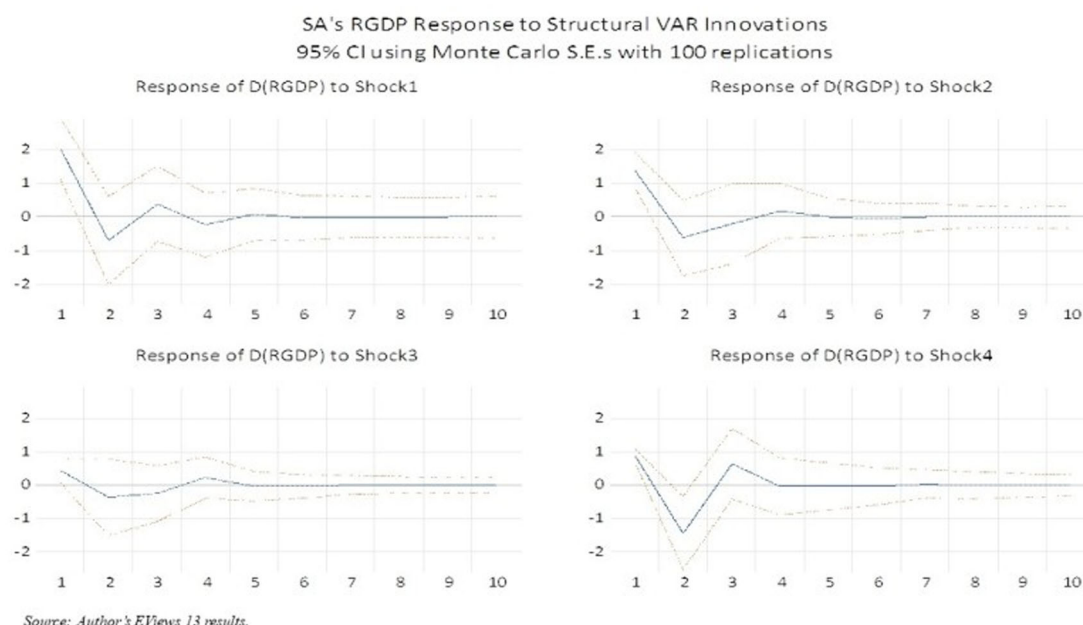 SA's RGDP Response to Structural VAR Innovations
95% CI using Monte Carlo S.E.s with 100 replications
Response of D(RGDP) to Shock1
2
1
0
-1
-2
1 2 3 4 5 6 7 8 9 10
Response of D(RGDP) to Shock2
2
1
0
-1
-2
1 2 3 4 5 6 7 8 9 10
Response of D(RGDP) to Shock3
2
1
0
-1
-2
1 2 3 4 5 6 7 8 9 10
Response of D(RGDP) to Shock4
2
1
0
-1
-2
1 2 3 4 5 6 7 8 9 10
Source: Author's EViews 13 results.